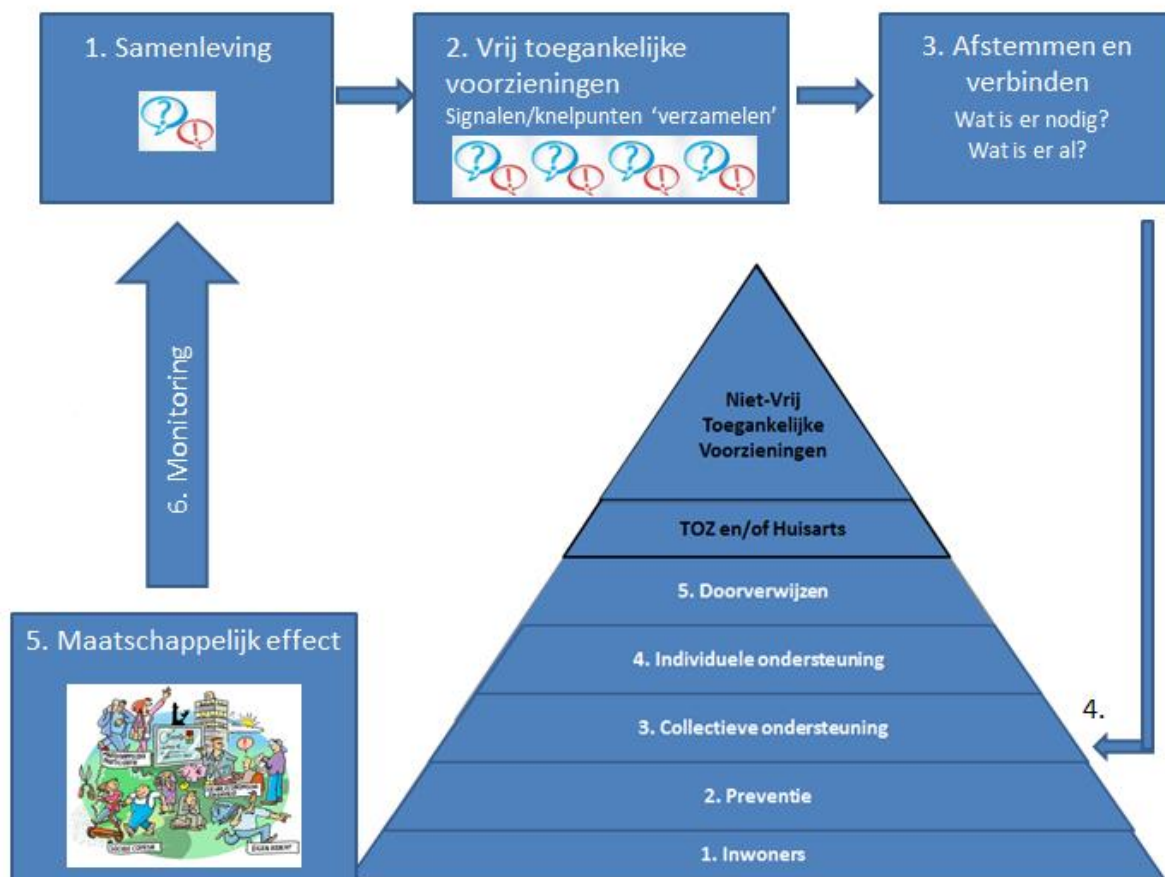 1. Samenleving
2. Vrij toegankelijke
voorzieningen
Signalen/knelpunten ‘verzamelen’
3. Afstemmen en
verbinden
Wat is er nodig?
Wat is er al?
4.
Niet-Vrij
Toegankelijke
Voorzieningen
TOZ en/of Huisarts
5. Doorverwijzen
4. Individuele ondersteuning
3. Collectieve ondersteuning
2. Preventie
1. Inwoners
5. Maatschappelijk effect
EIGEN KRACHT
6. Monitoring